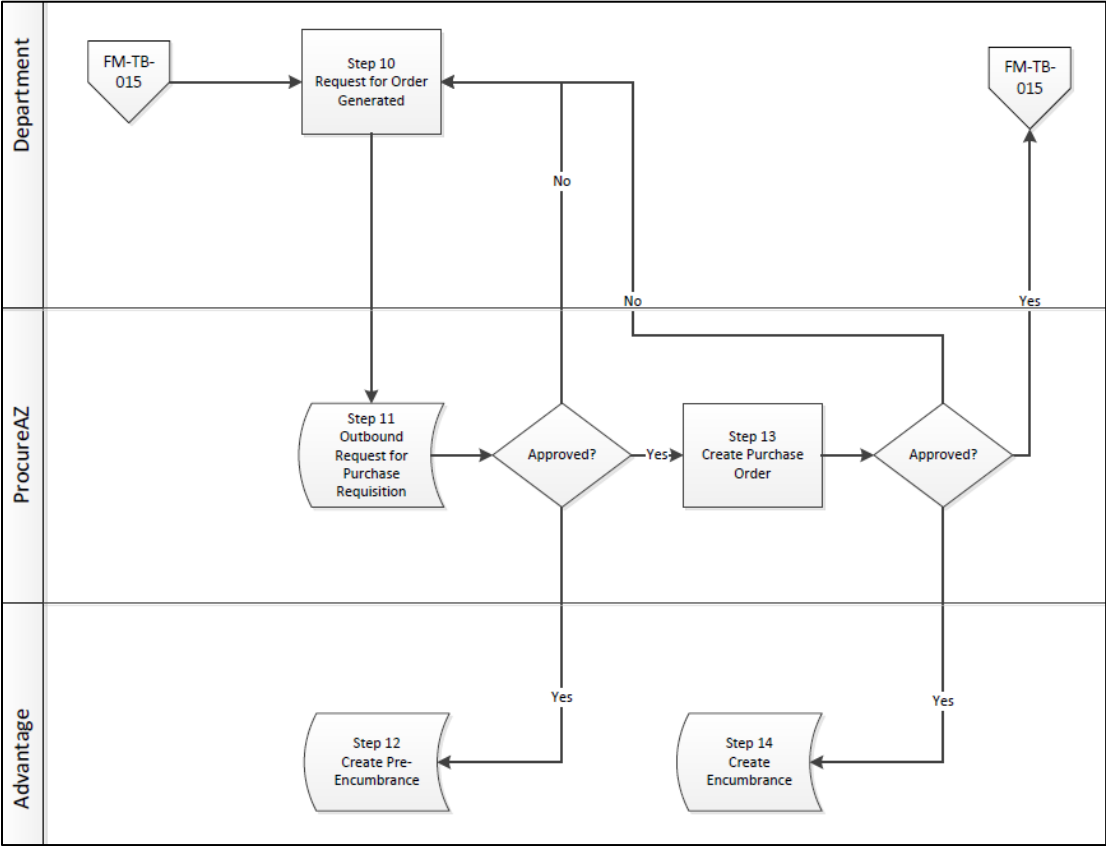 Department
FM-TB-
015
Step 10
Request for Order
Generated
FM-TB-
015
No
No
Yes
ProcureAZ
Step 11
Outbound
Request for
Purchase
Requisition
Approved?
Yes
Step 13
Create Purchase
Order
Approved?
Advantage
Yes
Yes
Step 12
Create Pre-
Encumbrance
Step 14
Create
Encumbrance